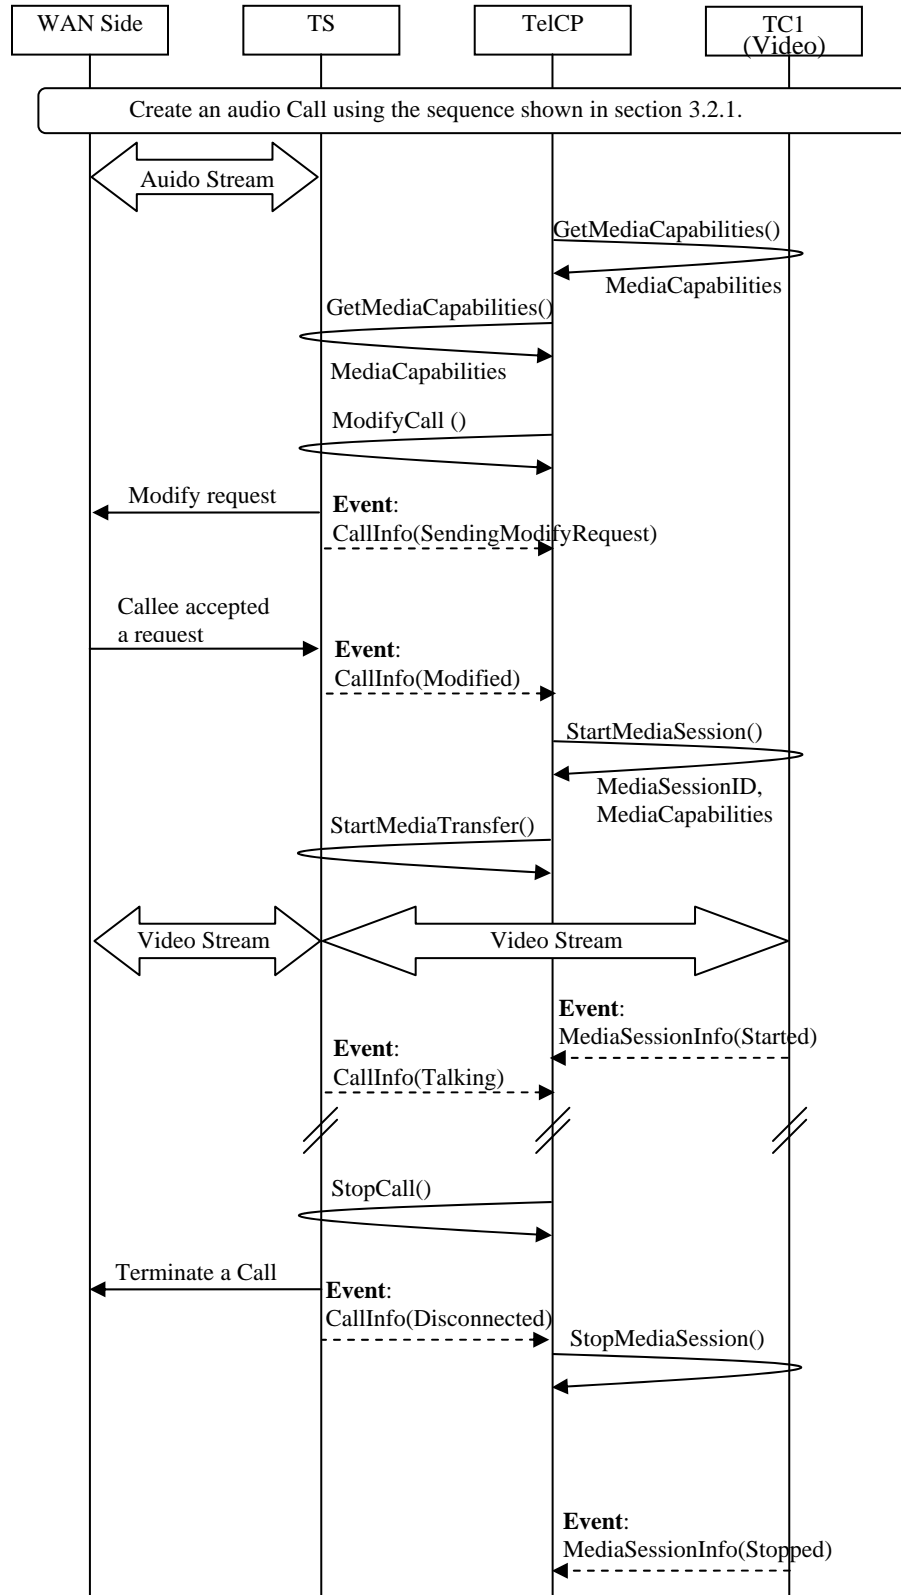 WAN Side
TS
TelCP
TC1
(Video)
Create an audio Call using the sequence shown in section 3.2.1.
Auido Stream
GetMediaCapabilities()
MediaCapabilities
GetMediaCapabilities()
MediaCapabilities
ModifyCall ()
Modify request
Event:
CallInfo(SendingModifyRequest)
Callee accepted
a request
Event:
CallInfo(Modified)
StartMediaSession()
MediaSessionID,
MediaCapabilities
StartMediaTransfer()
Video Stream
Video Stream
Event:
MediaSessionInfo(Started)
Event:
CallInfo(Talking)
StopCall()
Terminate a Call
Event:
CallInfo(Disconnected)
StopMediaSession()
Event:
MediaSessionInfo(Stopped)